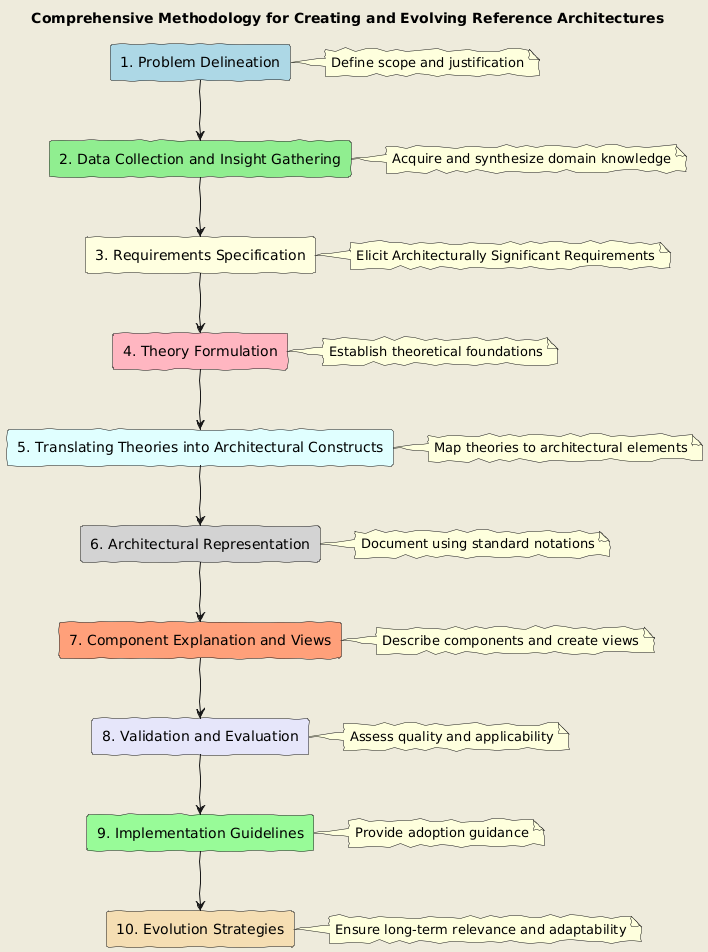 Comprehensive Methodology for Creating and Evolving Reference Architectures
1. Problem Delineation
Define scope and justification
2. Data Collection and Insight Gathering
Acquire and synthesize domain knowledge
3. Requirements Specification
Elicit Architecturally Significant Requirements
4. Theory Formulation
Establish theoretical foundations
5. Translating Theories into Architectural Constructs
Map theories to architectural elements
6. Architectural Representation
Document using standard notations
7. Component Explanation and Views
Describe components and create views
8. Validation and Evaluation
Assess quality and applicability
9. Implementation Guidelines
Provide adoption guidance
10. Evolution Strategies
Ensure long-term relevance and adaptability